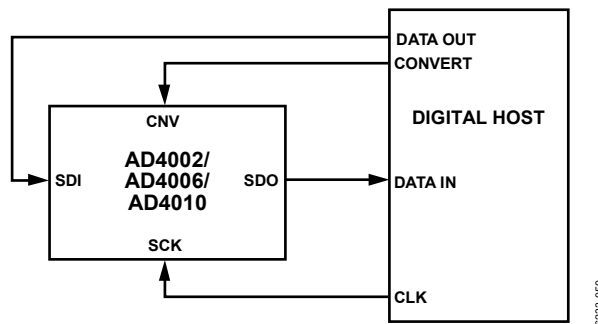 DATA OUT
CONVERT
DIGITAL HOST
CNV
AD4002/
AD4006/
AD4010
SDI
SDO
DATA IN
SCK
CLK